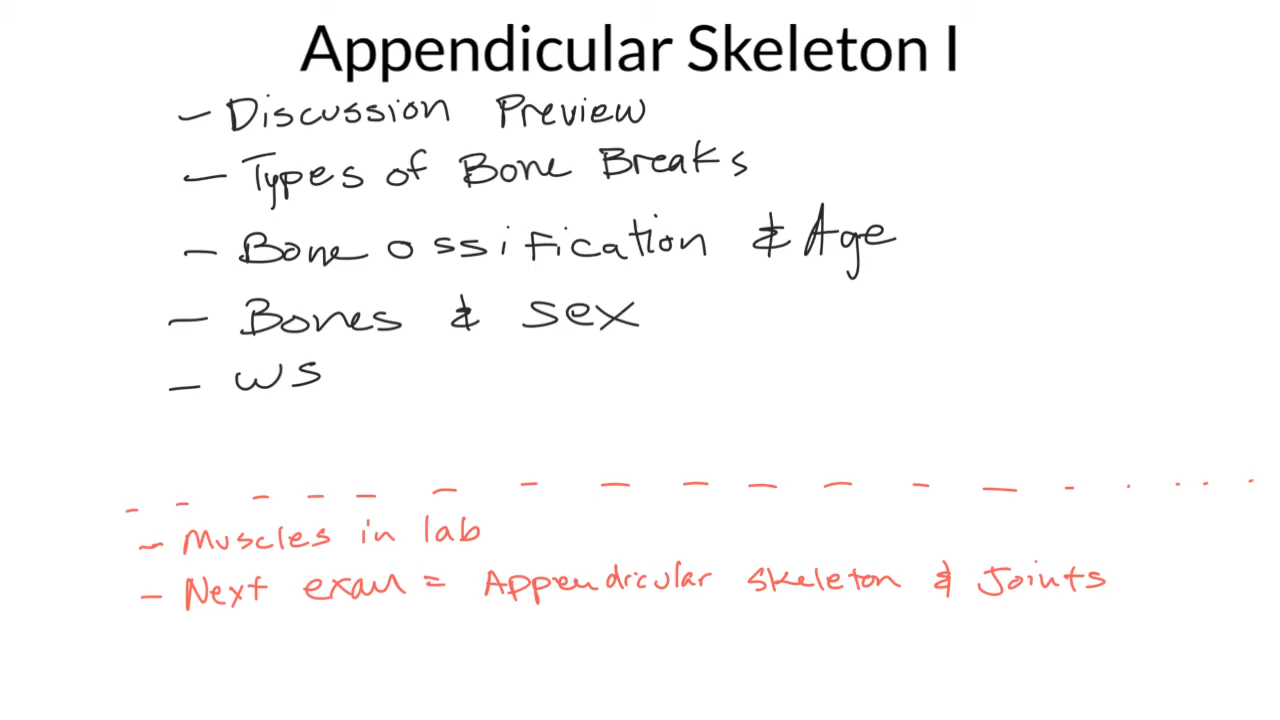 Appendicular Skeleton I
- Discussion Preview
- Types of Bone Breaks
- Bone ossification & Age
- Bones & sex
- WS
- Muscles in lab
- Next exam = Appendricular skeleton & Joints